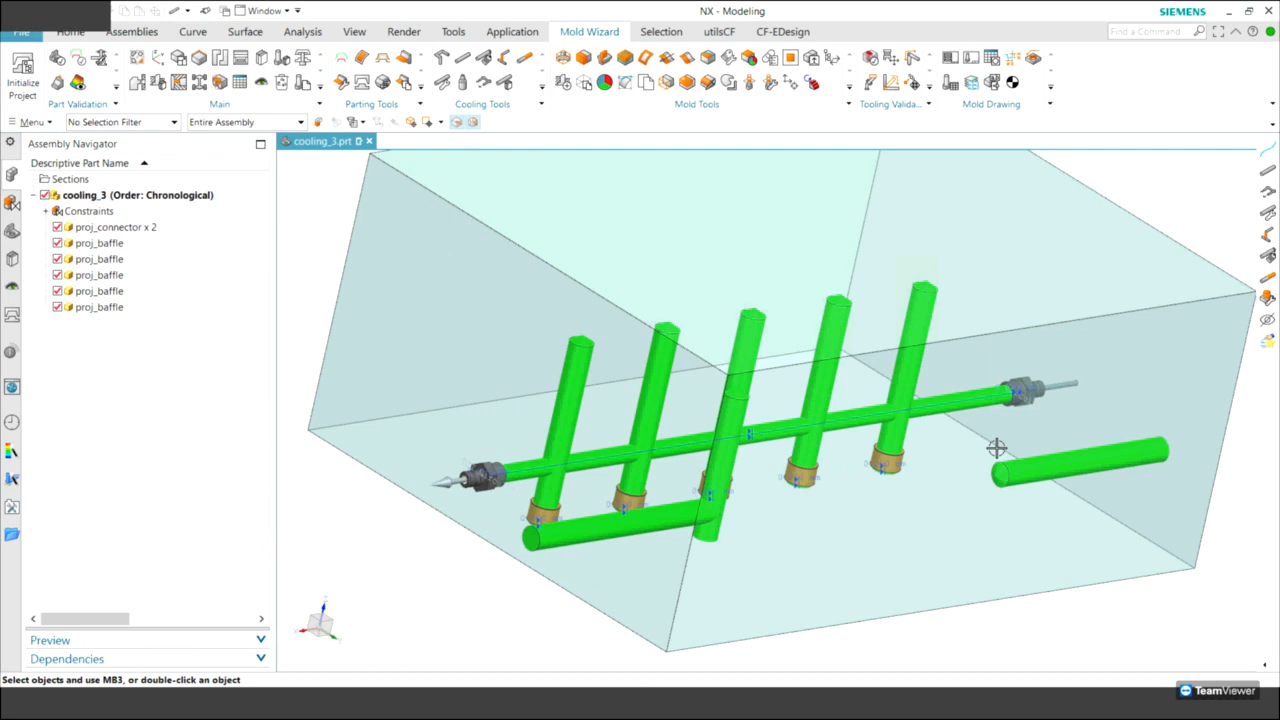 Window
NX - Modeling
SIEMENS
File
Home
Assemblies
Curve
Surface
Analysis
View
Render
Tools
Application
Mold Wizard
Selection
utilsCF
CF-EDesign
Find a Command
Initialize
Project
Part Validation
Main
Parting Tools
Cooling Tools
Mold Tools
Tooling Valida...
Mold Drawing
Menu
No Selection Filter
Entire Assembly
Assembly Navigator
cooling_3.prt
Descriptive Part Name
Sections
cooling_3 (Order: Chronological)
Constraints
proj_connector x 2
proj_baffle
proj_baffle
proj_baffle
proj_baffle
proj_baffle
Preview
Dependencies
Select objects and use MB3, or double-click an object
TeamViewer